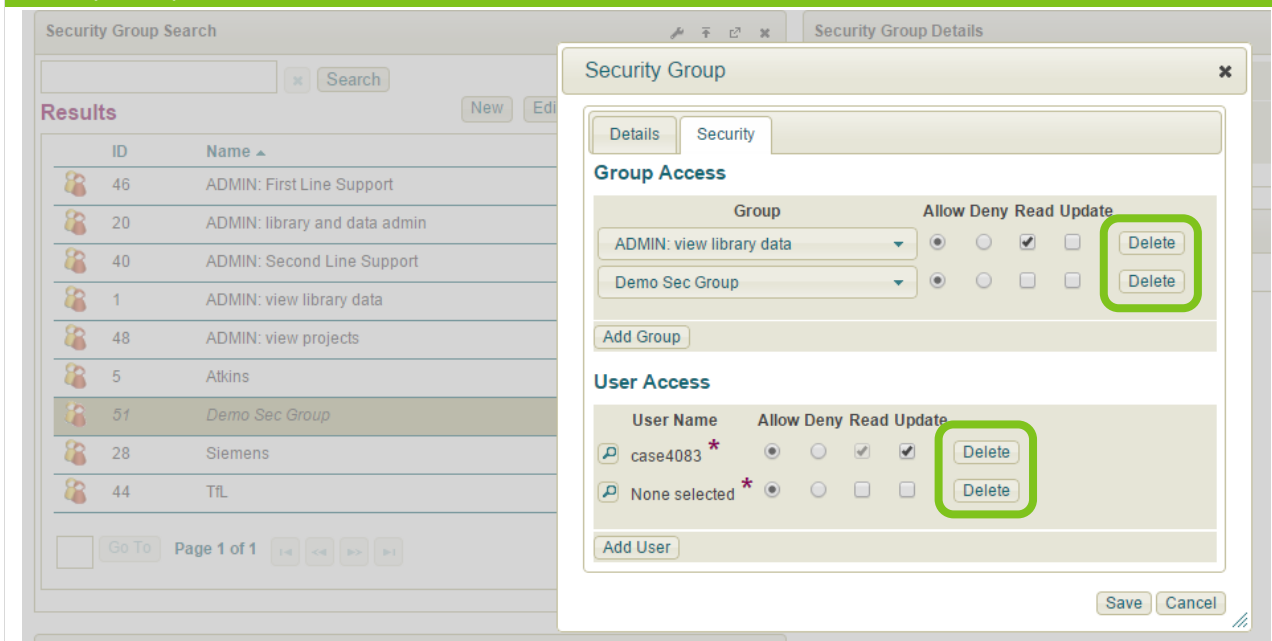 Security Group Search
Security Group Details
Search
Results
New
Edi
ID Name
46 ADMIN: First Line Support
20 ADMIN: library and data admin
40 ADMIN: Second Line Support
1 ADMIN: view library data
48 ADMIN: view projects
5 Atkins
51 Demo Sec Group
28 Siemens
44 TfL
Go To Page 1 of 1
Security Group
Details Security
Group Access
Group Allow Deny Read Update
ADMIN: view library data Delete
Demo Sec Group Delete
Add Group
User Access
User Name Allow Deny Read Update
case4083 * Delete
None selected * Delete
Add User
Save Cancel